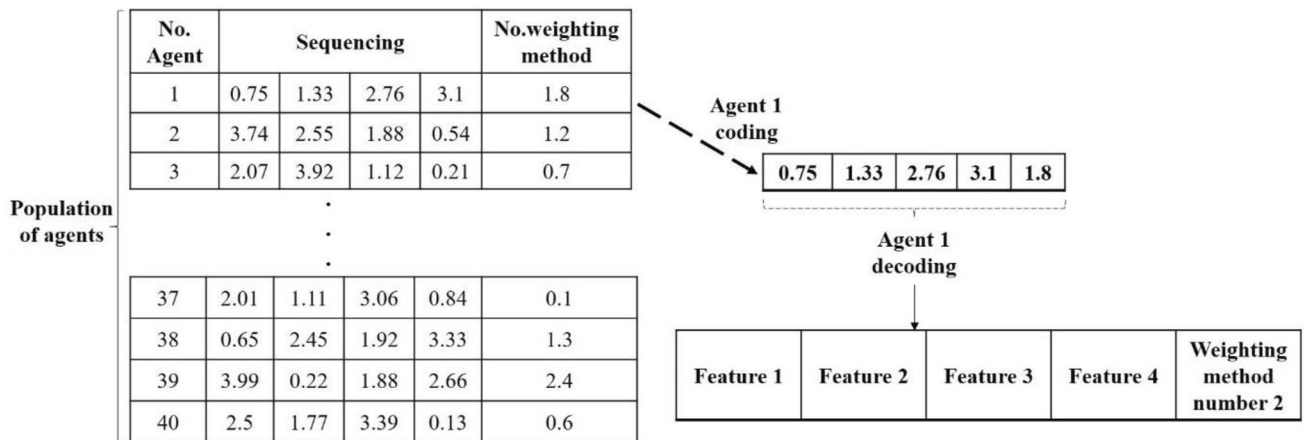 No. Agent Sequencing No.weighting method
1 0.75 1.33 2.76 3.1 1.8
2 3.74 2.55 1.88 0.54 1.2
3 2.07 3.92 1.12 0.21 0.7
Population
of agents
37 2.01 1.11 3.06 0.84 0.1
38 0.65 2.45 1.92 3.33 1.3
39 3.99 0.22 1.88 2.66 2.4
40 2.5 1.77 3.39 0.13 0.6
Agent 1
coding
0.75 1.33 2.76 3.1 1.8
Agent 1
decoding
Feature 1 Feature 2 Feature 3 Feature 4 Weighting method number 2